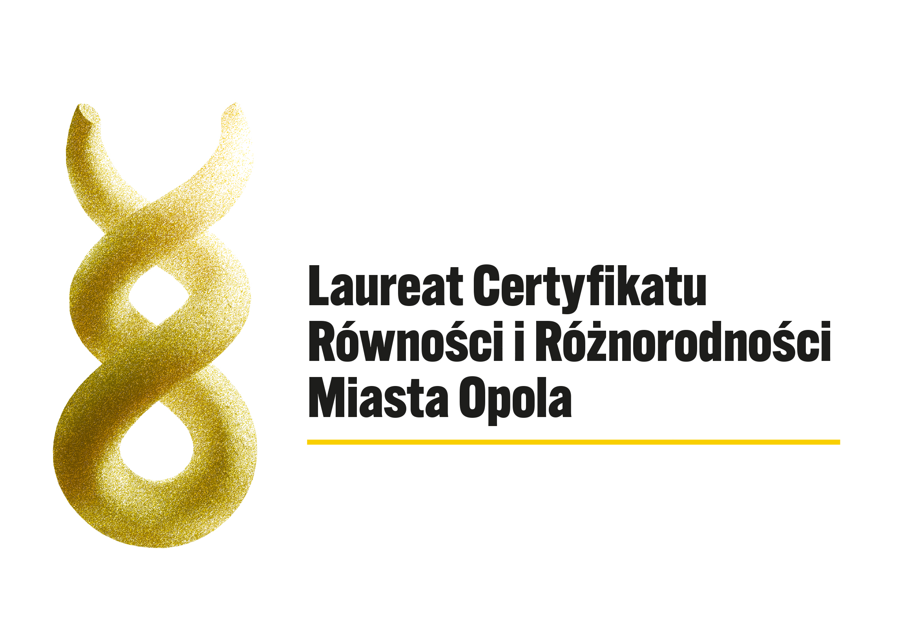 Laureat Certyfikatu
Równości i Różnorodności
Miasta Opola